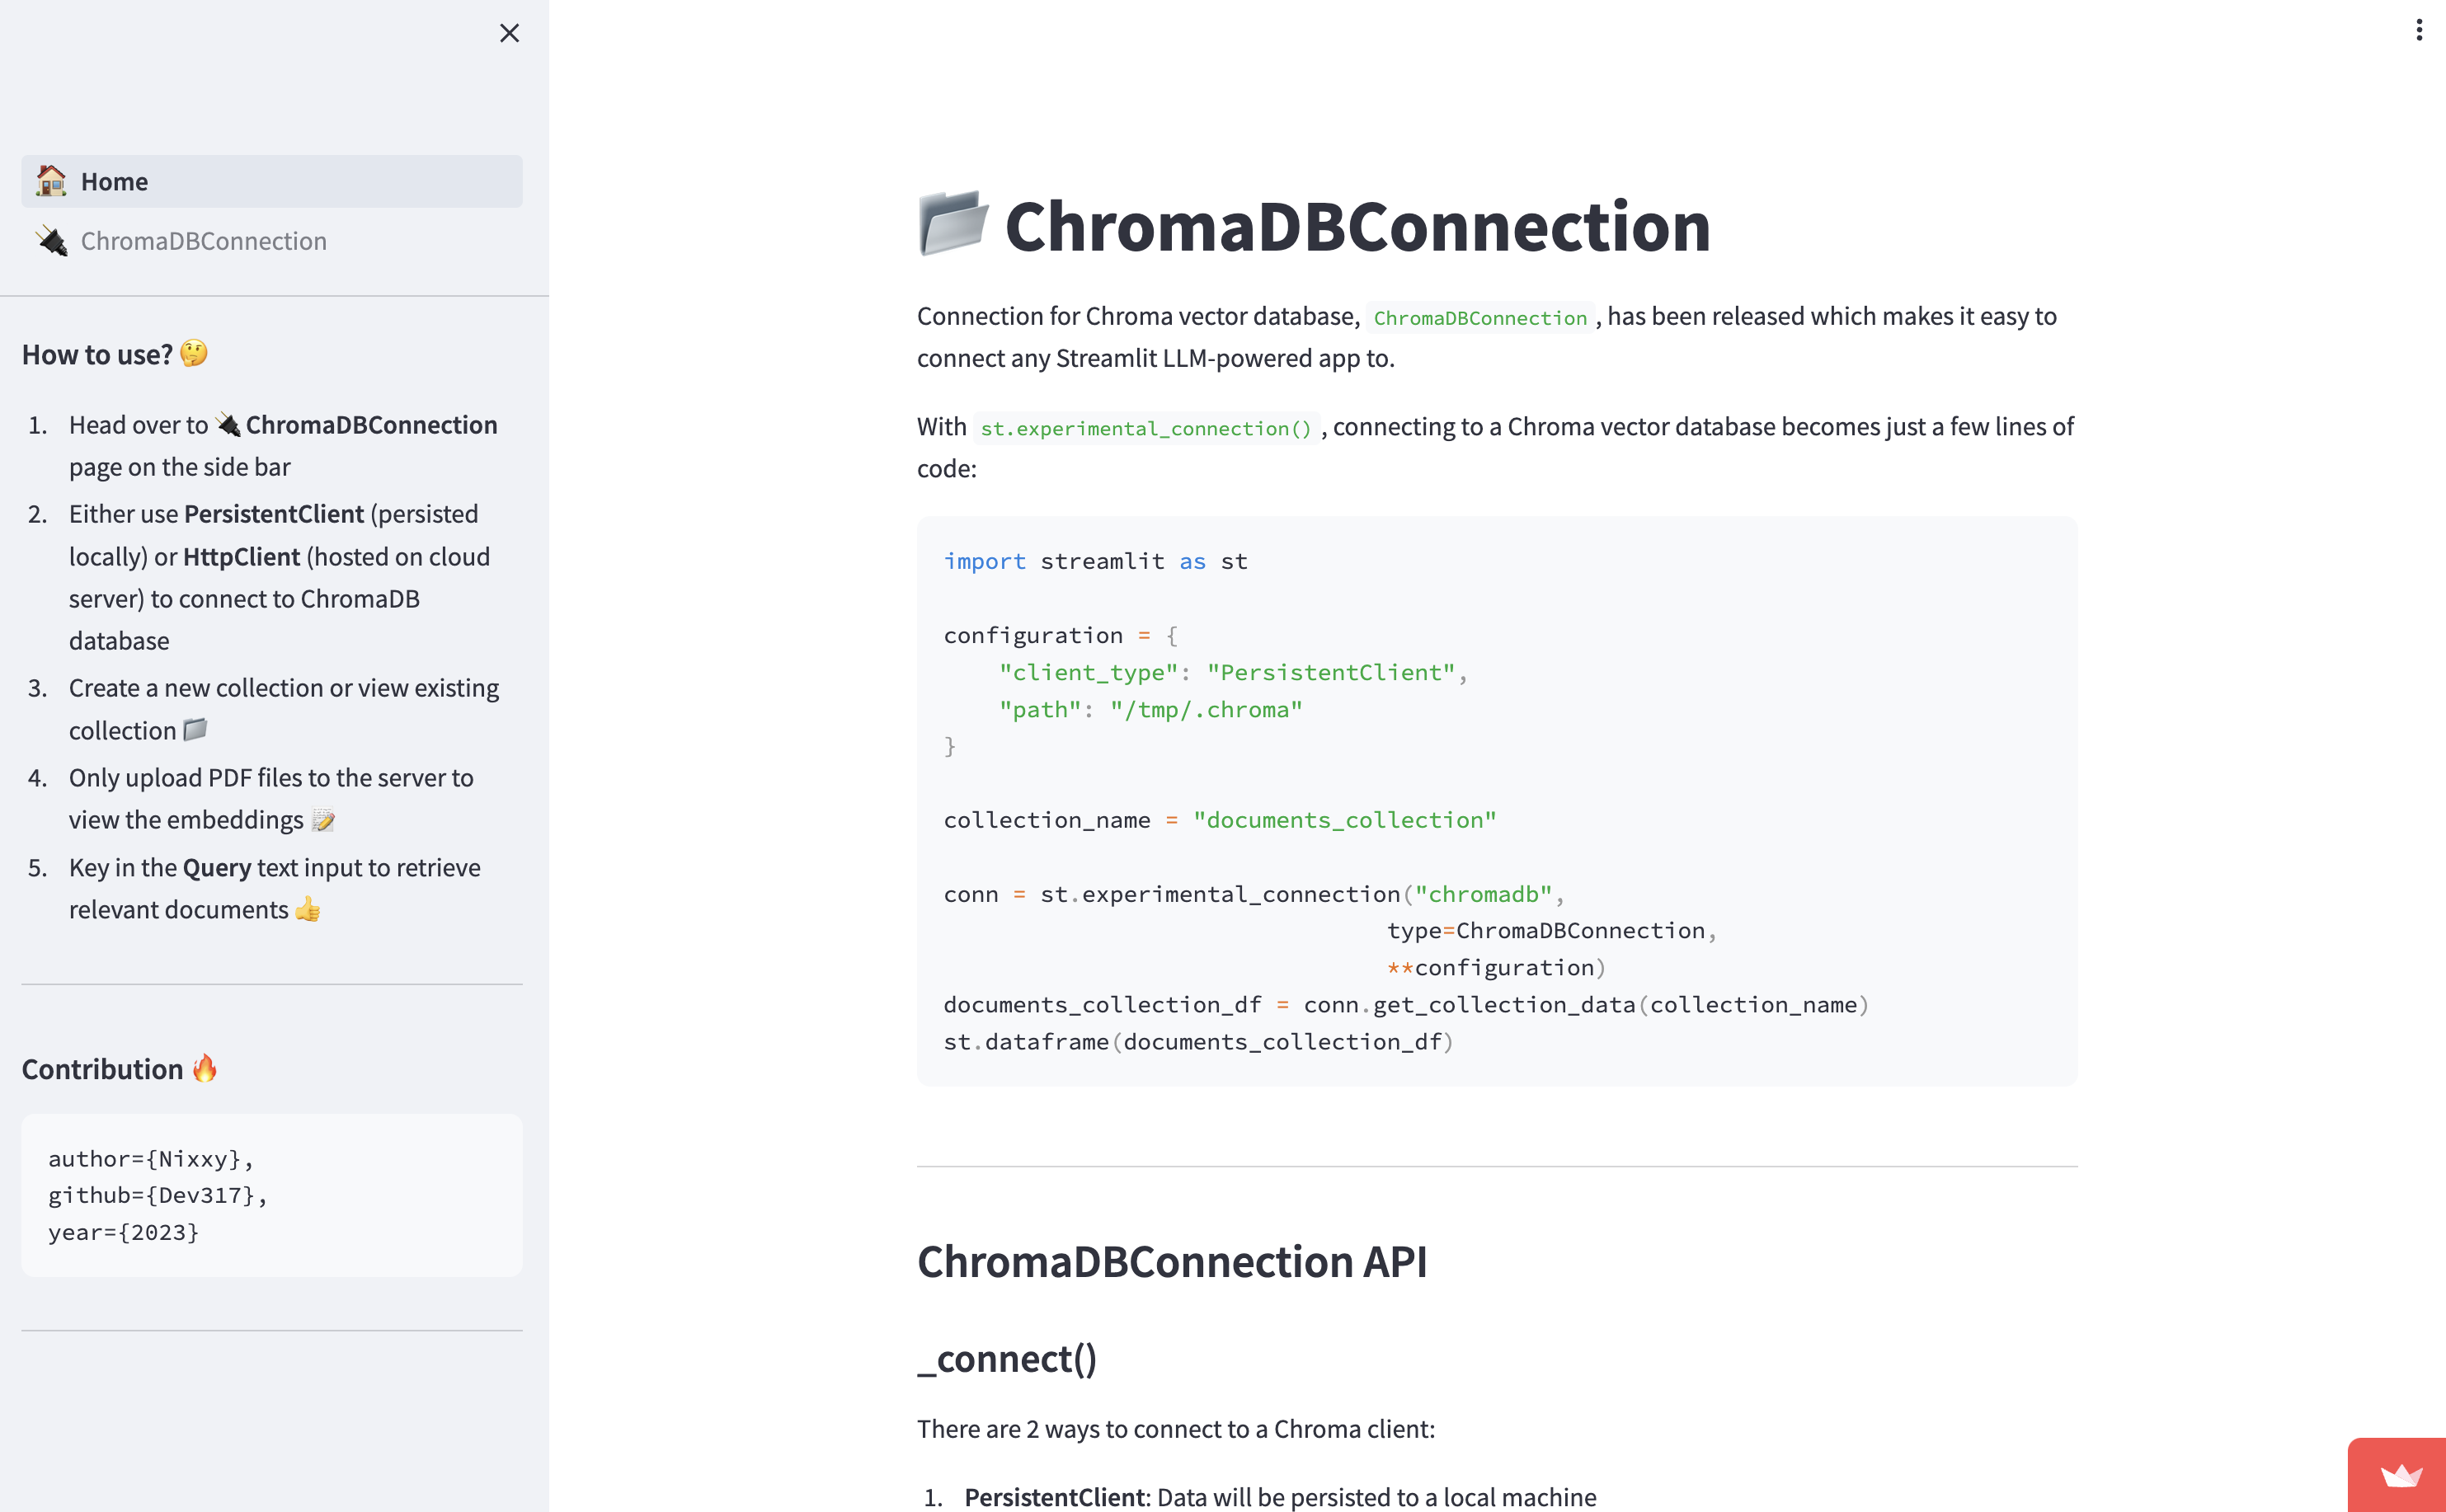 Home
ChromaDBConnection
How to use? 🤔
1. Head over to 🔌 ChromaDBConnection
page on the side bar
2. Either use PersistentClient (persisted
locally) or HttpClient (hosted on cloud
server) to connect to ChromaDB
database
3. Create a new collection or view existing
collection 📁
4. Only upload PDF files to the server to
view the embeddings 📝
5. Key in the Query text input to retrieve
relevant documents 👍
Contribution 🔥
author={Nixxy},
github={Dev317},
year={2023}
📂 ChromaDBConnection
Connection for Chroma vector database, ChromaDBConnection , has been released which makes it easy to
connect any Streamlit LLM-powered app to.
With st.experimental_connection() , connecting to a Chroma vector database becomes just a few lines of
code:
import streamlit as st
configuration = {
    "client_type": "PersistentClient",
    "path": "/tmp/.chroma"
}
collection_name = "documents_collection"
conn = st.experimental_connection("chromadb",
                                type=ChromaDBConnection,
                                **configuration)
documents_collection_df = conn.get_collection_data(collection_name)
st.dataframe(documents_collection_df)
ChromaDBConnection API
_connect()
There are 2 ways to connect to a Chroma client:
1. PersistentClient: Data will be persisted to a local machine